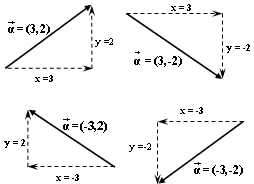 α⃗ = (3, 2)
y =2
x =3
x = 3
y = -2
α⃗ = (3, -2)
y = 2
α⃗ = (-3,2)
x = -3
x = -3
y =-2
α⃗ = (-3,-2)